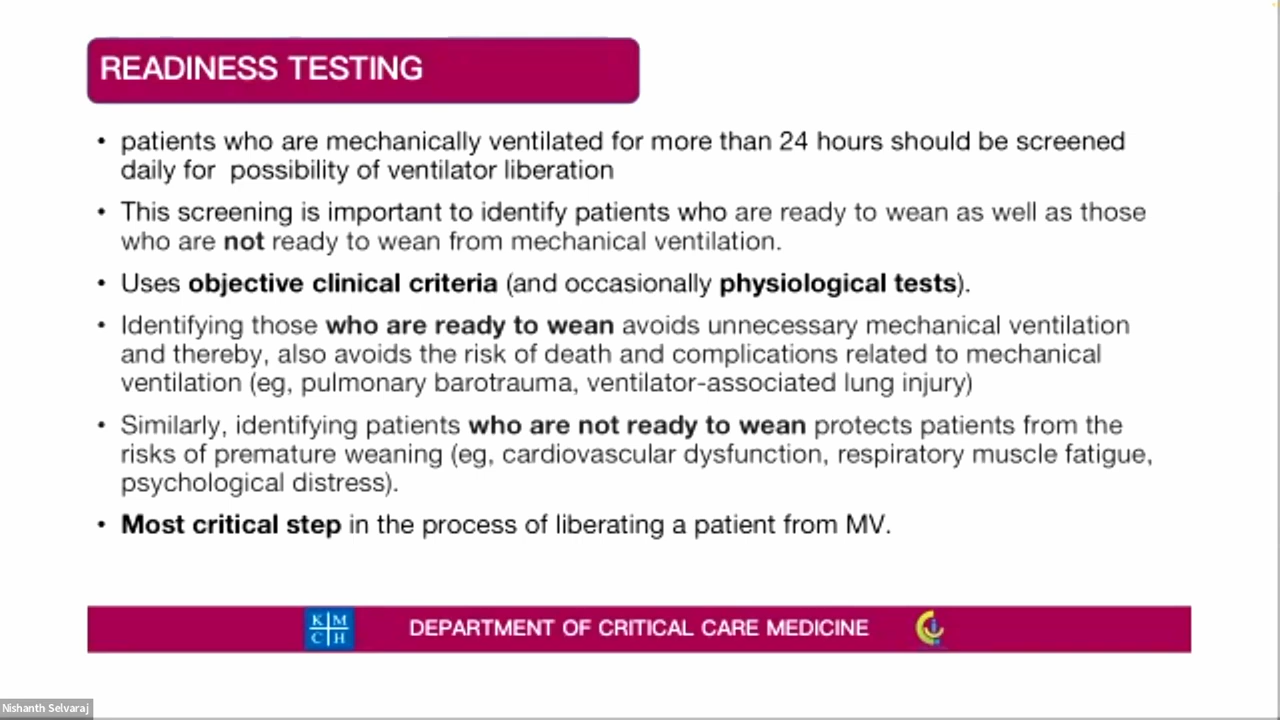 READINESS TESTING
• patients who are mechanically ventilated for more than 24 hours should be screened
daily for  possibility of ventilator liberation
• This screening is important to identify patients who are ready to wean as well as those
who are not ready to wean from mechanical ventilation.
• Uses objective clinical criteria (and occasionally physiological tests).
• Identifying those who are ready to wean avoids unnecessary mechanical ventilation
and thereby, also avoids the risk of death and complications related to mechanical
ventilation (eg, pulmonary barotrauma, ventilator-associated lung injury)
• Similarly, identifying patients who are not ready to wean protects patients from the
risks of premature weaning (eg, cardiovascular dysfunction, respiratory muscle fatigue,
psychological distress).
• Most critical step in the process of liberating a patient from MV.
K M
C H
DEPARTMENT OF CRITICAL CARE MEDICINE
Nishanth Selvaraj